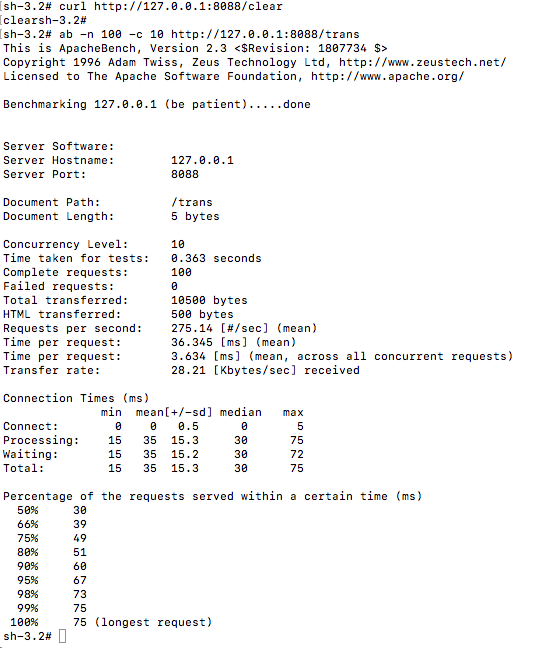 [sh-3.2# curl http://127.0.0.1:8088/clear
[clearsh-3.2#
[sh-3.2# ab -n 100 -c 10 http://127.0.0.1:8088/trans
This is ApacheBench, Version 2.3 <$Revision: 1807734 $>
Copyright 1996 Adam Twiss, Zeus Technology Ltd, http://www.zeustech.net/
Licensed to The Apache Software Foundation, http://www.apache.org/

Benchmarking 127.0.0.1 (be patient).....done


Server Software:
Server Hostname:        127.0.0.1
Server Port:            8088

Document Path:          /trans
Document Length:        5 bytes

Concurrency Level:      10
Time taken for tests:   0.363 seconds
Complete requests:      100
Failed requests:        0
Total transferred:      10500 bytes
HTML transferred:       500 bytes
Requests per second:    275.14 [#/sec] (mean)
Time per request:       36.345 [ms] (mean)
Time per request:       3.634 [ms] (mean, across all concurrent requests)
Transfer rate:          28.21 [Kbytes/sec] received

Connection Times (ms)
              min  mean[+/-sd] median   max
Connect:        0    0   0.5      0       5
Processing:    15   35  15.3     30      75
Waiting:       15   35  15.2     30      72
Total:         15   35  15.3     30      75

Percentage of the requests served within a certain time (ms)
  50%     30
  66%     39
  75%     49
  80%     51
  90%     60
  95%     67
  98%     73
  99%     75
 100%     75 (longest request)
sh-3.2#